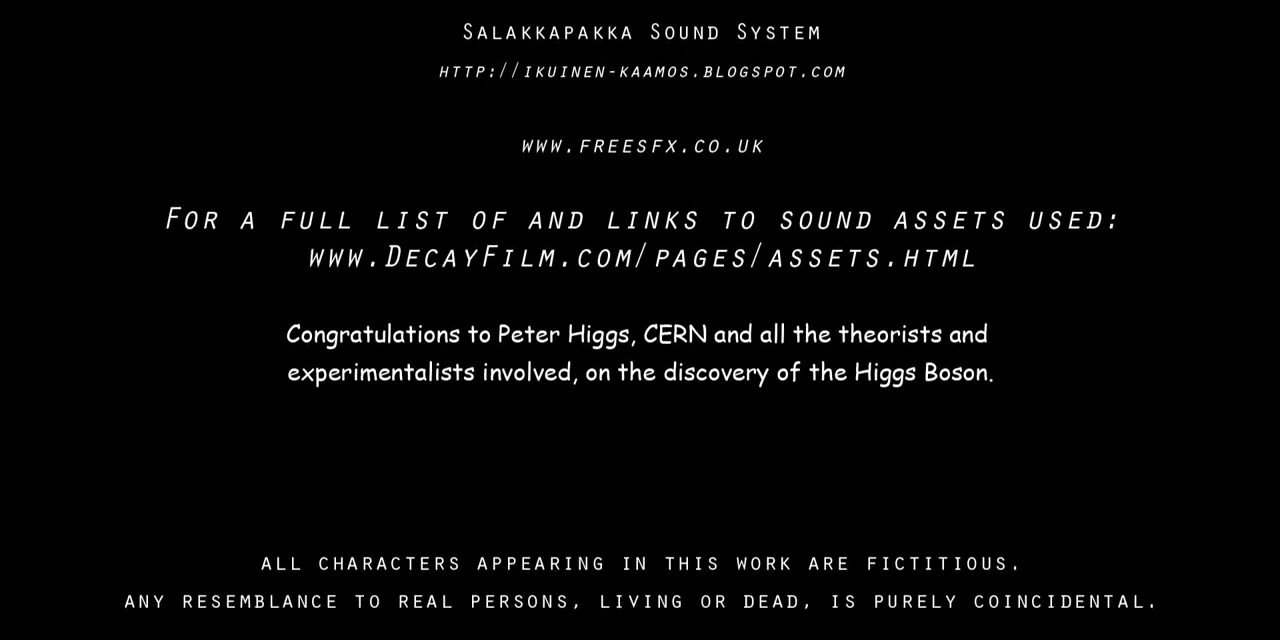 Salakkapakka Sound System
http://ikuinen-kaamos.blogspot.com
www.freesfx.co.uk
For a full list of and links to sound assets used:
www.DecayFilm.com/pages/assets.html
Congratulations to Peter Higgs, CERN and all the theorists and
experimentalists involved, on the discovery of the Higgs Boson.
all characters appearing in this work are fictitious.
any resemblance to real persons, living or dead, is purely coincidental.